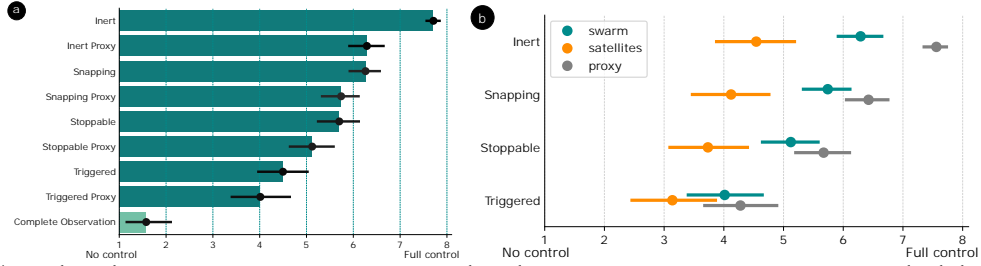 a
Inert
Inert Proxy
Snapping
Snapping Proxy
Stoppable
Stoppable Proxy
Triggered
Triggered Proxy
Complete Observation
1 2 3 4 5 6 7 8
No control Full control
b
swarm
satellites
proxy
Inert
Snapping
Stoppable
Triggered
1 2 3 4 5 6 7 8
No control Full control